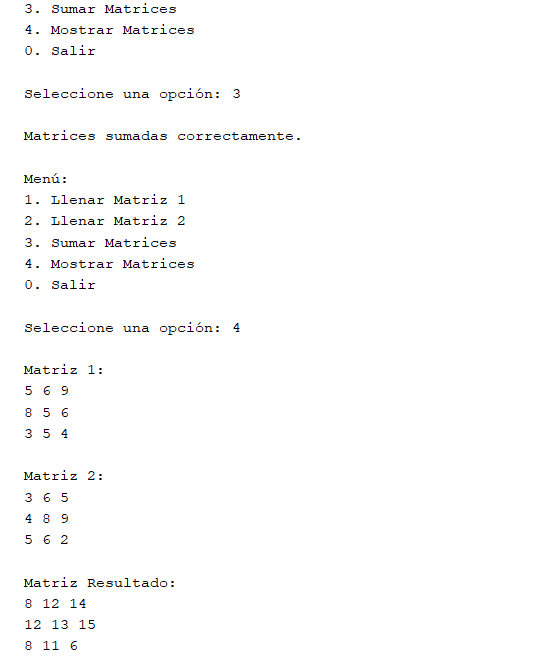 3. Sumar Matrices
4. Mostrar Matrices
0. Salir
Seleccione una opción: 3
Matrices sumadas correctamente.
Menú:
1. Llenar Matriz 1
2. Llenar Matriz 2
3. Sumar Matrices
4. Mostrar Matrices
0. Salir
Seleccione una opción: 4
Matriz 1:
5 6 9
8 5 6
3 5 4
Matriz 2:
3 6 5
4 8 9
5 6 2
Matriz Resultado:
8 12 14
12 13 15
8 11 6